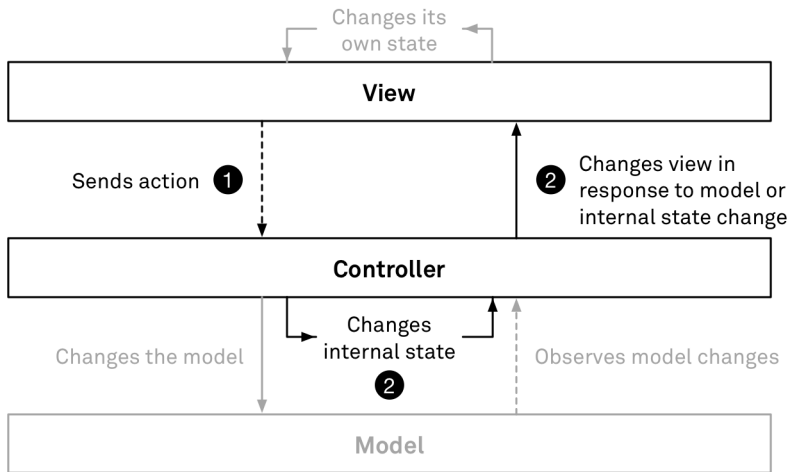 Changes its
own state
View
Sends action 1
2 Changes view in
response to model or
internal state change
Controller
Changes the model
Changes
internal state
2
Observes model changes
Model